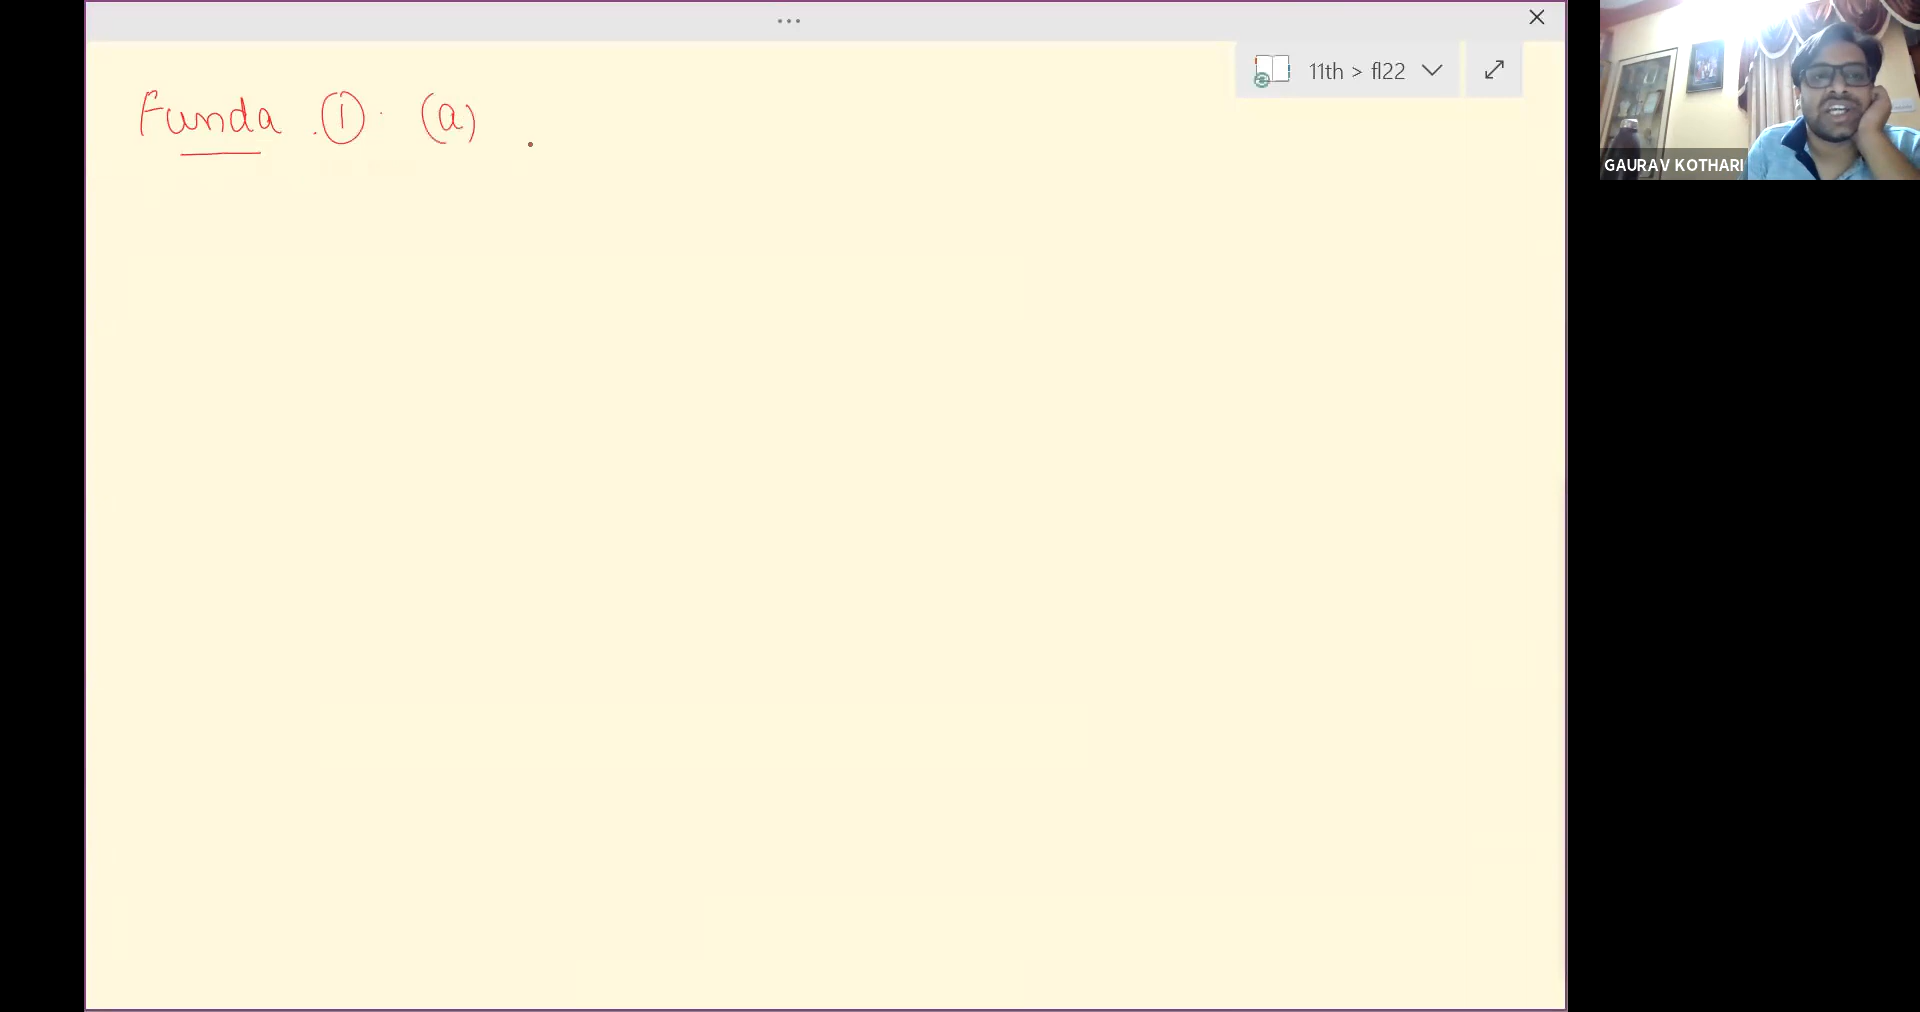 11th > fl22
Funda ① (a)
GAURAV KOTHARI